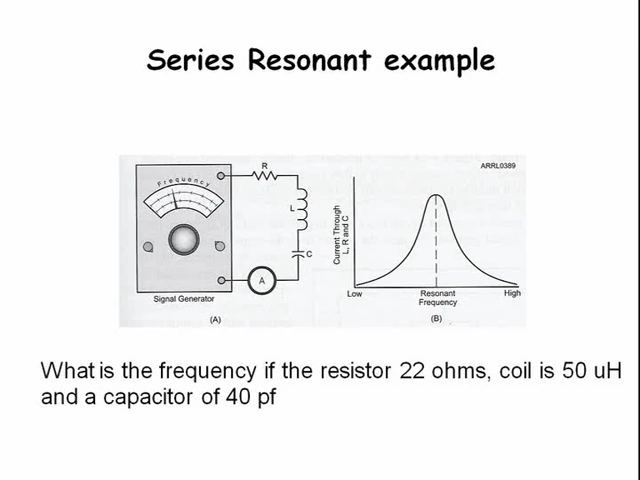 Series Resonant example
ARRL0389
Frequency
R
L
C
A
Signal Generator
(A)
Current Through
L, R and C
Low
Resonant
Frequency
High
(B)
What is the frequency if the resistor 22 ohms, coil is 50 uH
and a capacitor of 40 pf